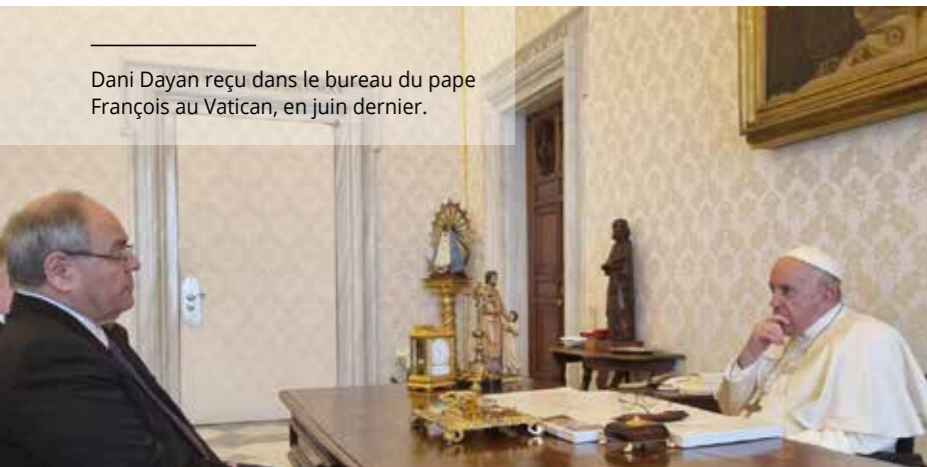 Dani Dayan reçu dans le bureau du pape
François au Vatican, en juin dernier.